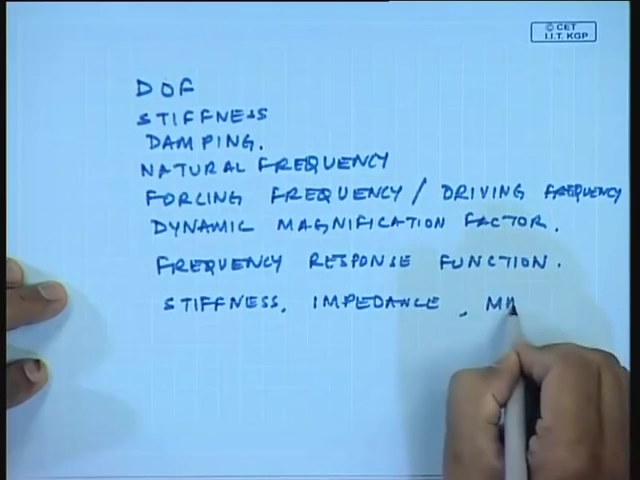 © CET
I.I.T. KGP
DOF
STIFFNESS
DAMPING.
NATURAL FREQUENCY
FORCING FREQUENCY / DRIVING FREQUENCY
DYNAMIC MAGNIFICATION FACTOR.
FREQUENCY RESPONSE FUNCTION.
STIFFNESS, IMPEDANCE,